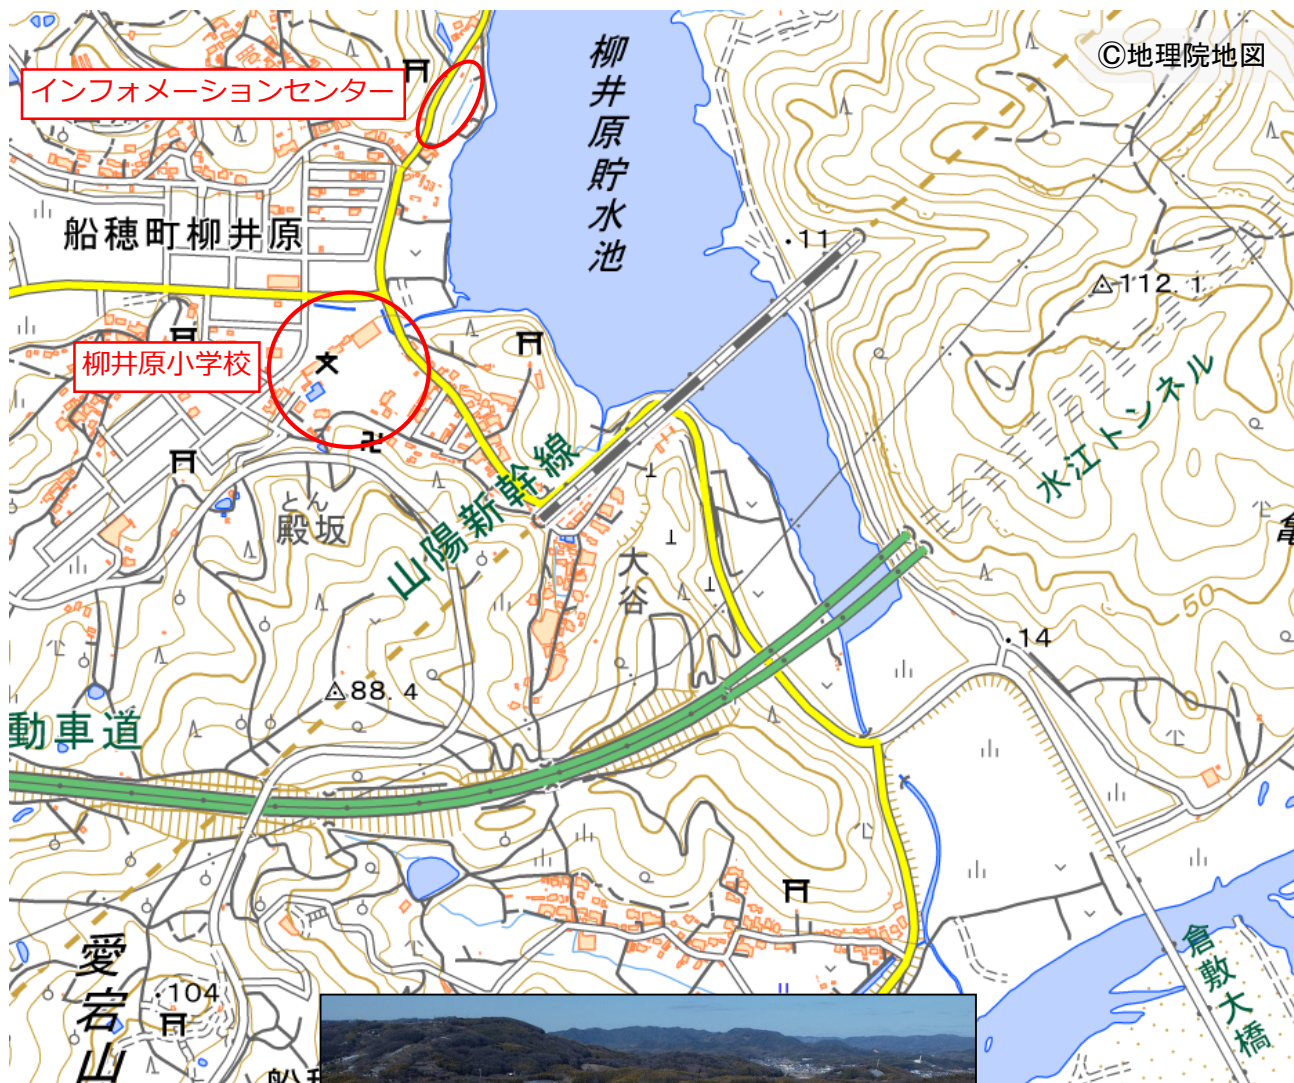 ©地理院地図
柳井原貯水池
インフォメーションセンター
船穂町柳井原
・11
112.1
柳井原小学校
水江トンネル
山陽新幹線
とん
殿坂
大谷
亀
50
・14
88.4
動車道
倉敷大橋
愛宕山
・104
船穂